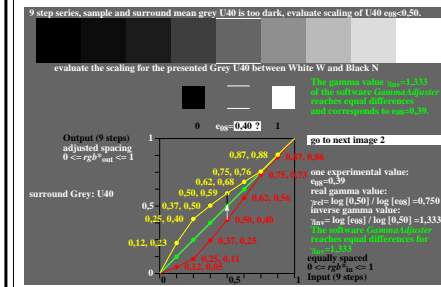 9 step series, sample and surround mean grey U40 is too dark, evaluate scaling of U40 e08<0,50.
evaluate the scaling for the presented Grey U40 between White W and Black N
The gamma value γinv=1,333
of the software GammaAdjuster
reaches equal differences
and corresponds to e08=0,39.
0 e08=0,40 ? 1
Output (9 steps)
adjusted spacing
0 <= rgb*out <= 1
surround Grey: U40
go to next image 2
one experimental value:
e08=0,39
real gamma value:
γrel= log [0,50] / log [e08] =0,750
inverse gamma value:
γinv= log [e08] / log [0,50] =1,333
The software GammaAdjuster
reaches equal differences for
γinv=1,333
equally spaced
0 <= rgb*in <= 1
Input (9 steps)
1
0,87, 0,88
0,75, 0,76
0,62, 0,68
0,50, 0,59
0,37, 0,50
0,25, 0,40
0,12, 0,23
0,87, 0,86
0,75, 0,73
0,62, 0,56
0,50, 0,40
0,37, 0,25
0,25, 0,11
0,12, 0,05
0,5
0
0,5
1